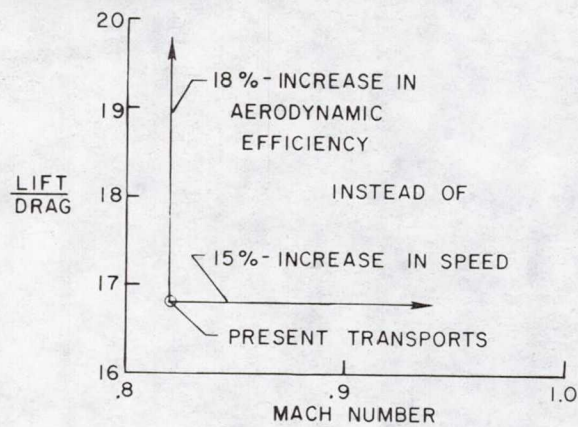 20
18%-INCREASE IN
AERODYNAMIC
EFFICIENCY
19
LIFT
DRAG
18
INSTEAD OF
15%-INCREASE IN SPEED
17
PRESENT TRANSPORTS
16
.8
.9
1.0
MACH NUMBER